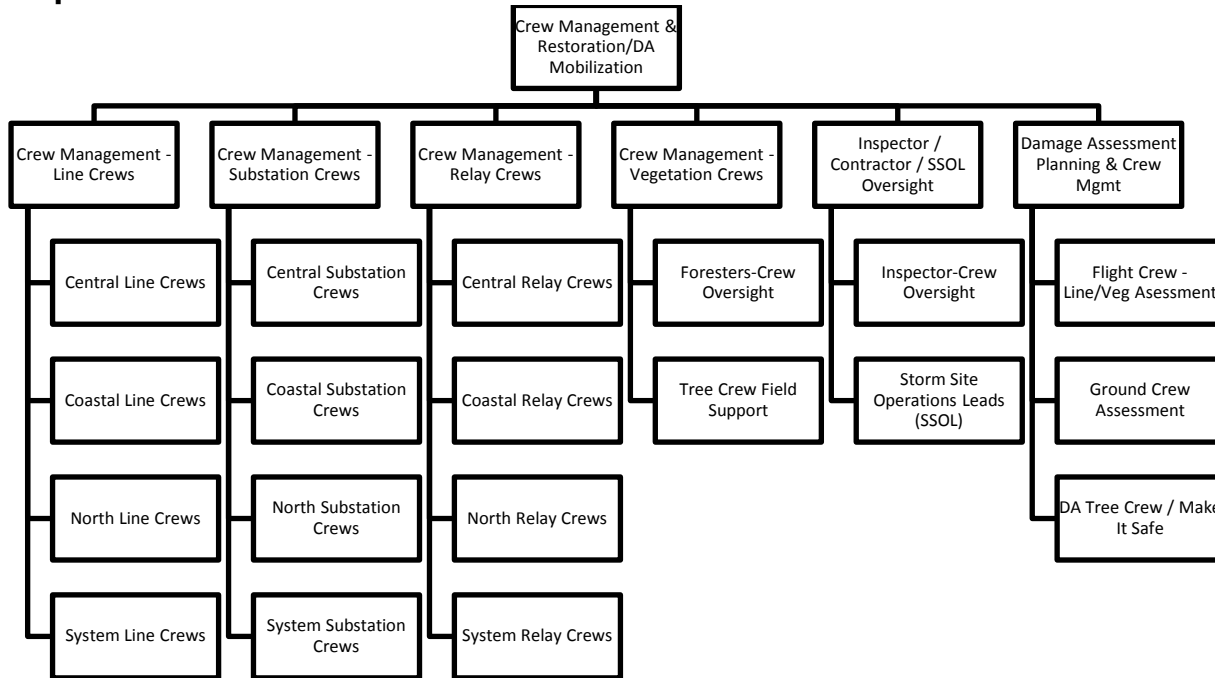 Crew Management &
Restoration/DA
Mobilization
Crew Management -
Line Crews
Crew Management -
Substation Crews
Crew Management -
Relay Crews
Crew Management -
Vegetation Crews
Inspector /
Contractor / SSOL
Oversight
Damage Assessment
Planning & Crew
Mgmt
Central Line Crews
Coastal Line Crews
North Line Crews
System Line Crews
Central Substation
Crews
Coastal Substation
Crews
North Substation
Crews
System Substation
Crews
Central Relay Crews
Coastal Relay Crews
North Relay Crews
System Relay Crews
Foresters-Crew
Oversight
Tree Crew Field
Support
Inspector-Crew
Oversight
Storm Site
Operations Leads
(SSOL)
Flight Crew -
Line/Veg Asessment
Ground Crew
Assessment
DA Tree Crew / Make
It Safe